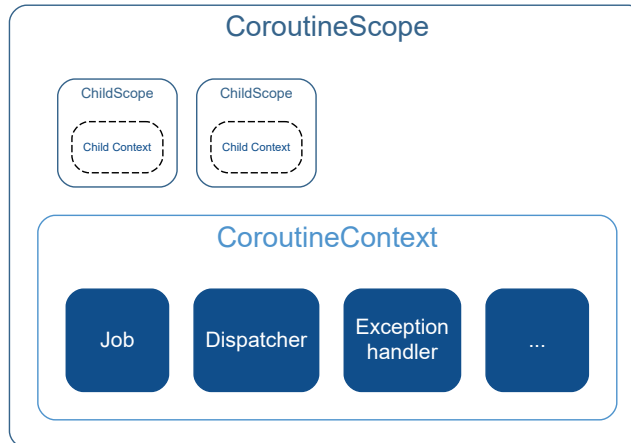 CoroutineScope
ChildScope
ChildScope
Child Context
Child Context
CoroutineContext
Job
Dispatcher
Exception
handler
...